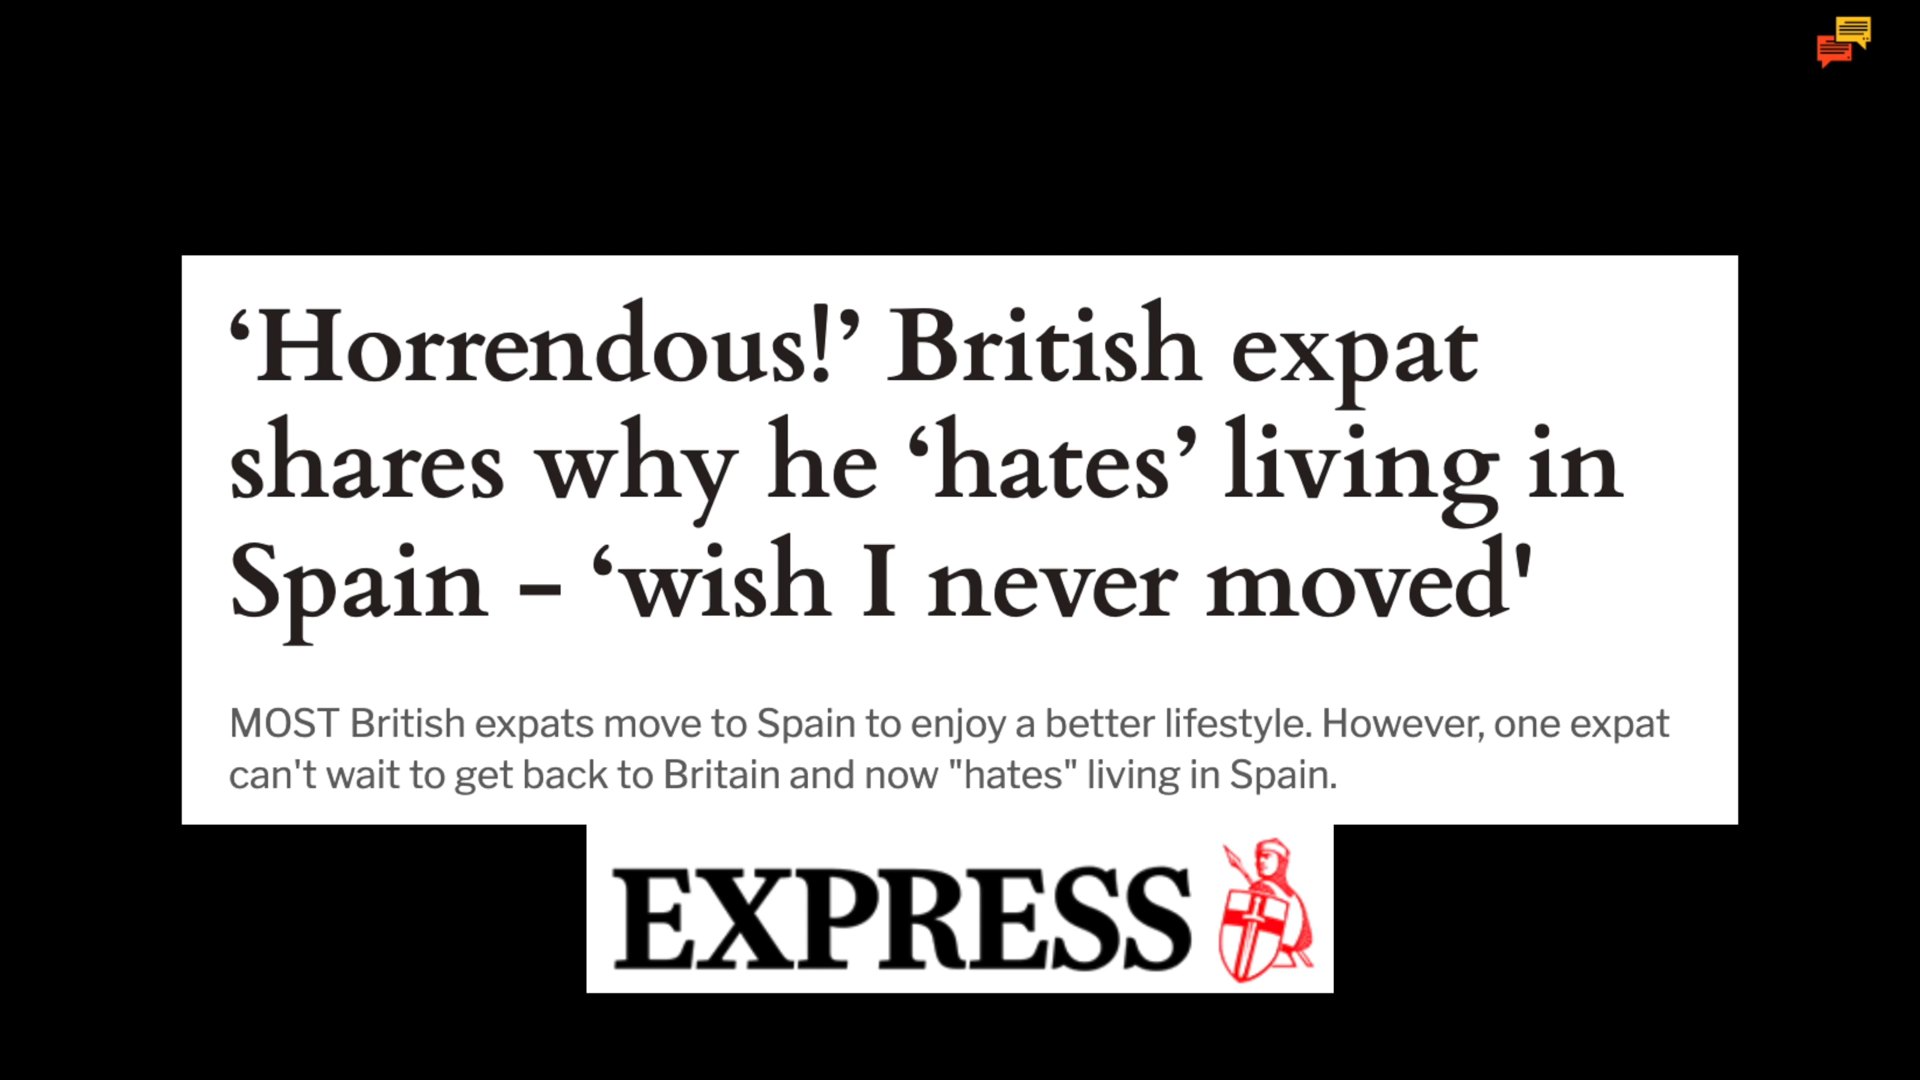 ‘Horrendous!’ British expat
shares why he ‘hates’ living in
Spain - ‘wish I never moved'
MOST British expats move to Spain to enjoy a better lifestyle. However, one expat
can't wait to get back to Britain and now "hates" living in Spain.
EXPRESS